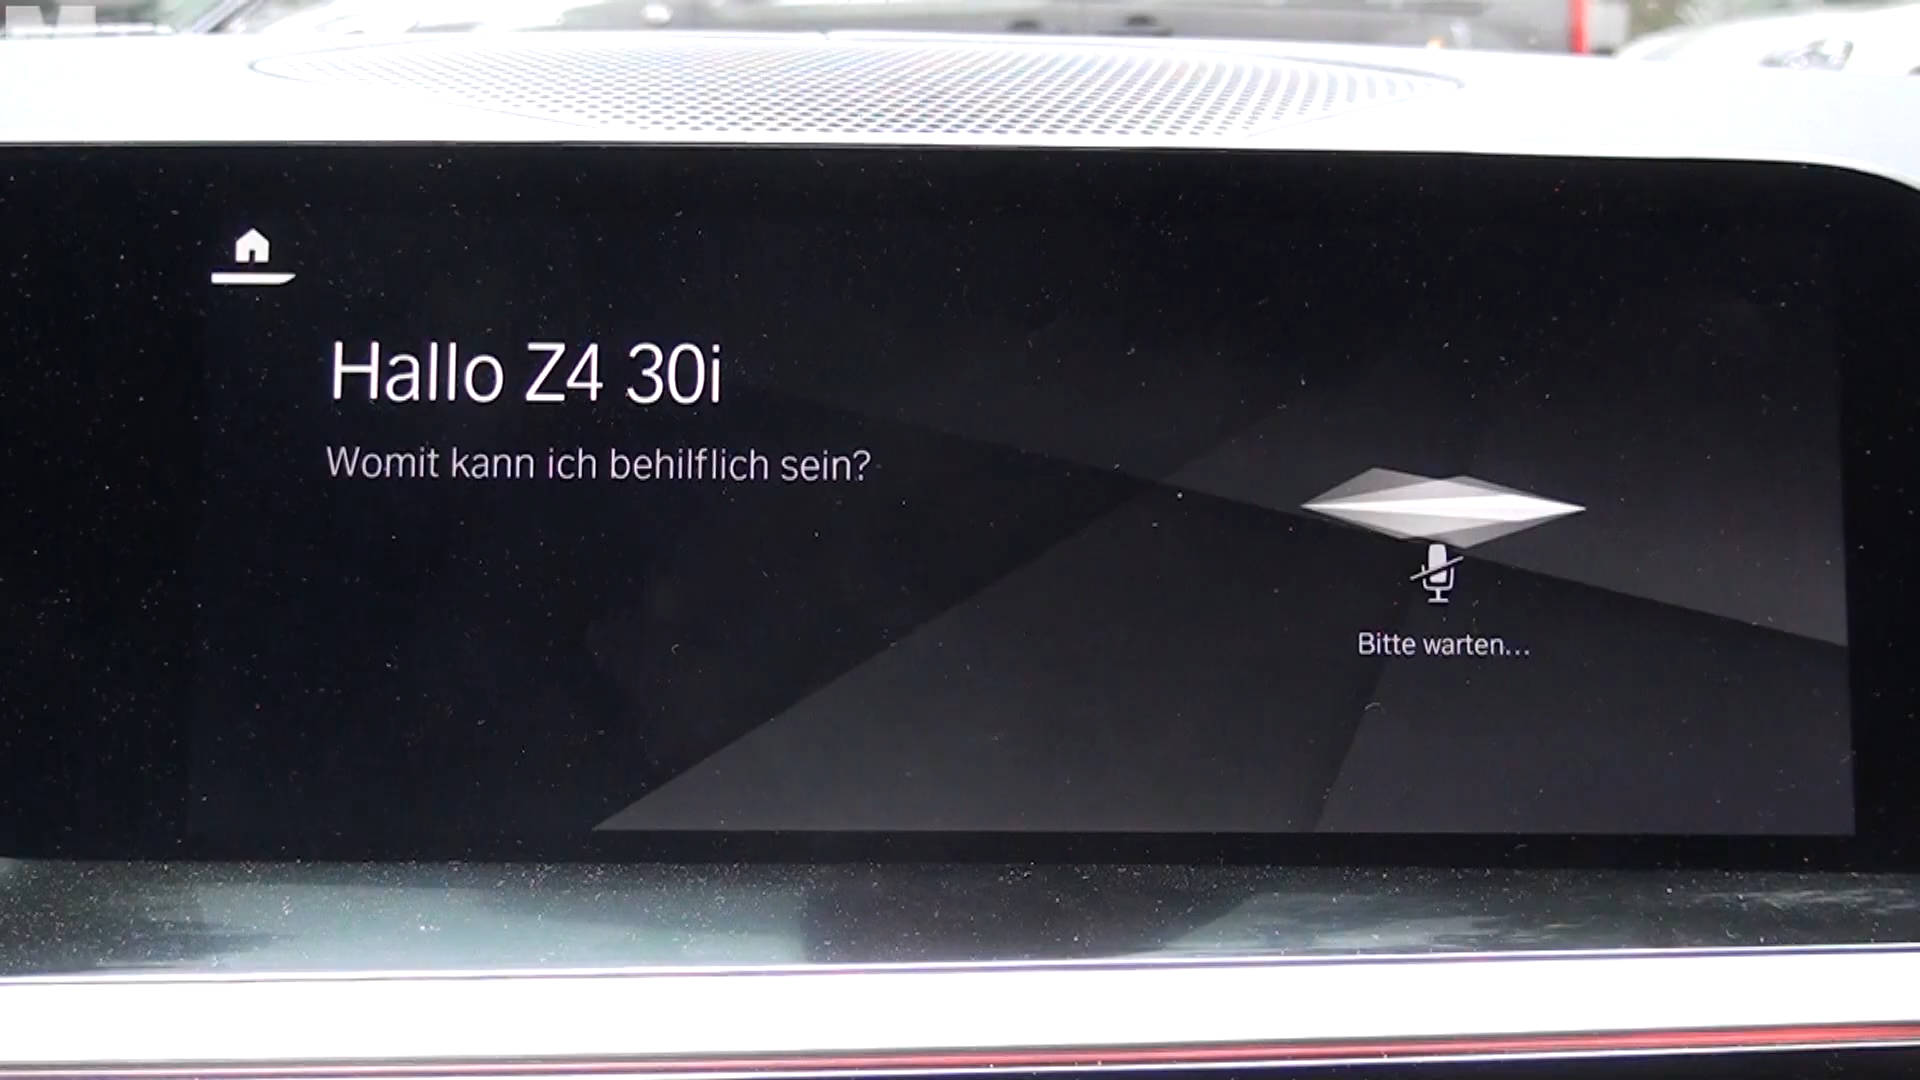 Hallo Z4 30i
Womit kann ich behilflich sein?
Bitte warten...